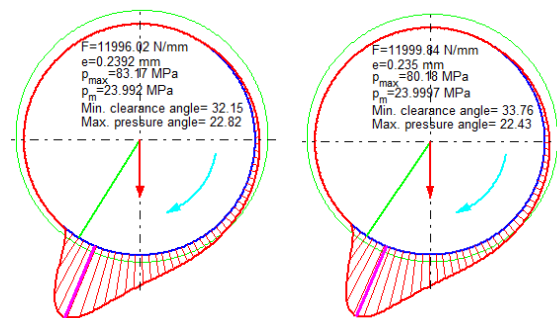 F=11996.02 N/mm
e=0.2392 mm
pmax=83.17 MPa
pm=23.992 MPa
Min. clearance angle= 32.15
Max. pressure angle= 22.82
F=11999.84 N/mm
e=0.235 mm
pmax=80.18 MPa
pm=23.9997 MPa
Min. clearance angle= 33.76
Max. pressure angle= 22.43